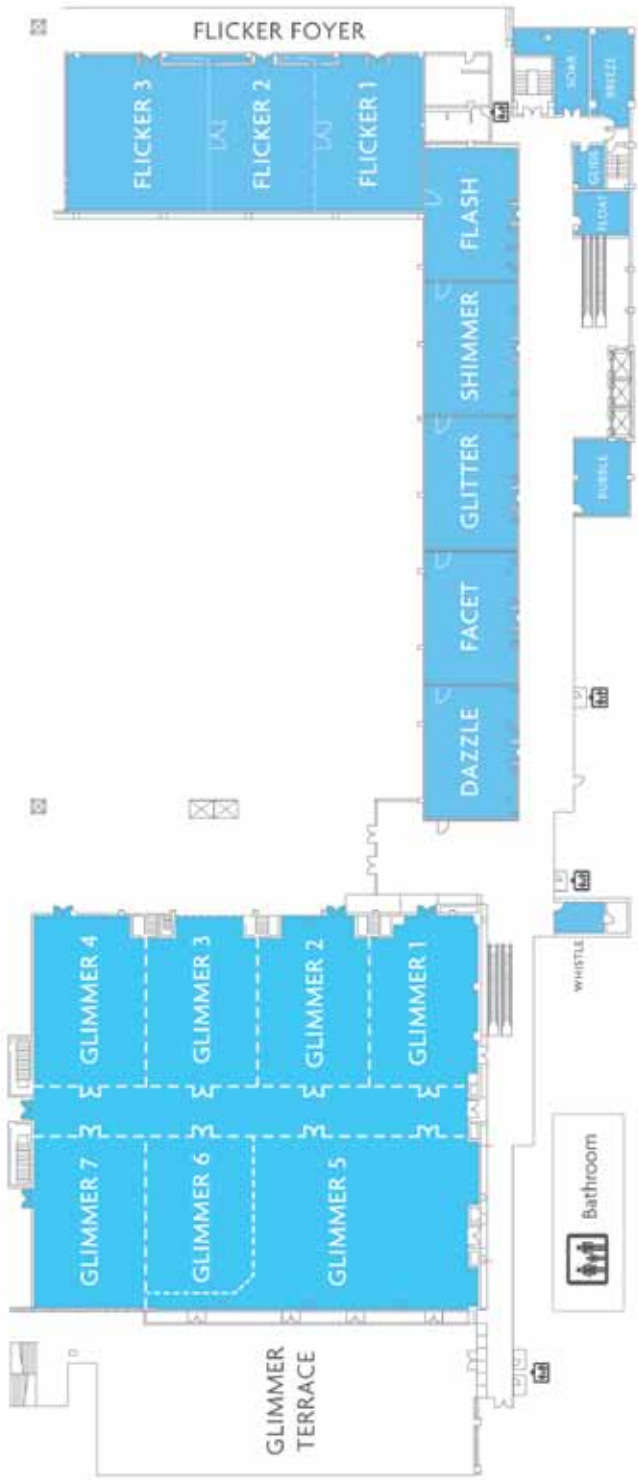 FLICKER FOYER
FLICKER 3
FLICKER 2
FLICKER 1
SOAR
BREEZE
GLIDE
FLOAT
FLASH
SHIMMER
GLITTER
BUBBLE
FACET
DAZZLE
GLIMMER 4
GLIMMER 3
GLIMMER 2
GLIMMER 1
WHISTLE
GLIMMER 7
GLIMMER 6
GLIMMER 5
Bathroom
GLIMMER
TERRACE